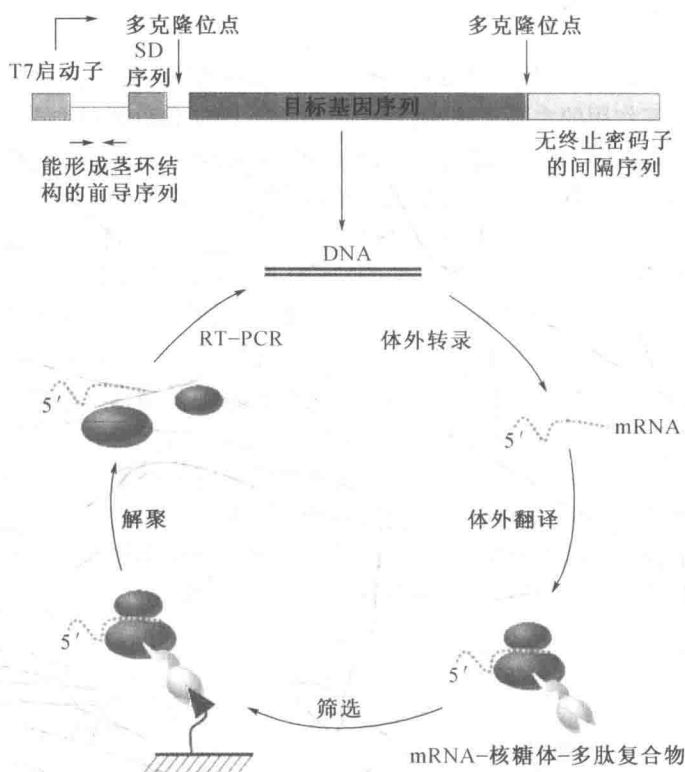 多克隆位点
多克隆位点
SD
序列
T7启动子
目标基因序列
能形成茎环结
构的前导序列
无终止密码子
的间隔序列
DNA
RT-PCR
体外转录
5′
5′
mRNA
解聚
体外翻译
5′
5′
筛选
mRNA-核糖体-多肽复合物